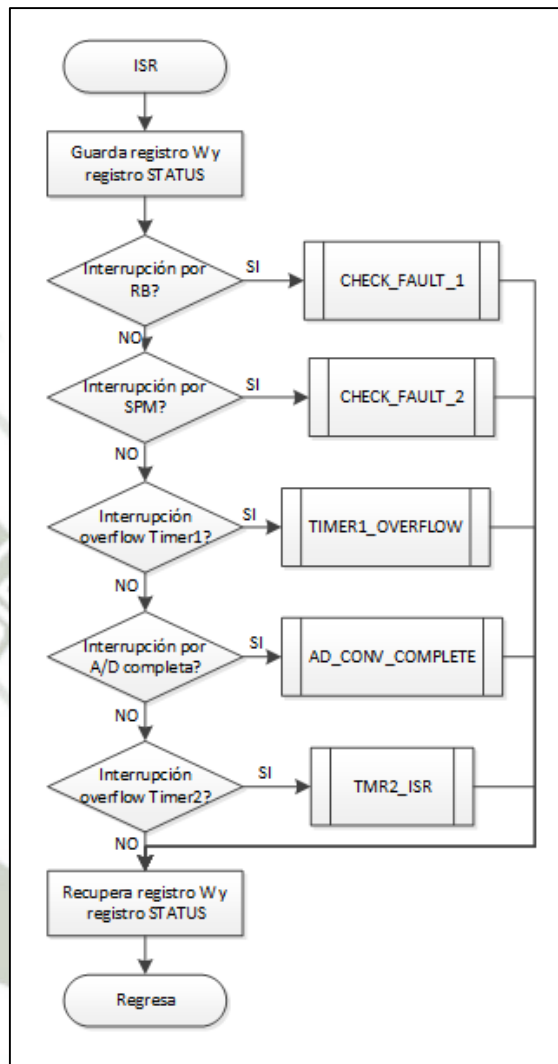 ISR
Guarda registro W y
registro STATUS
Interrupción por
RB?
SI
CHECK_FAULT_1
NO
Interrupción por
SPM?
SI
CHECK_FAULT_2
NO
Interrupción
overflow Timer1?
SI
TIMER1_OVERFLOW
NO
Interrupción por
A/D completa?
SI
AD_CONV_COMPLETE
NO
Interrupción
overflow Timer2?
SI
TMR2_ISR
NO
Recupera registro W y
registro STATUS
Regresa